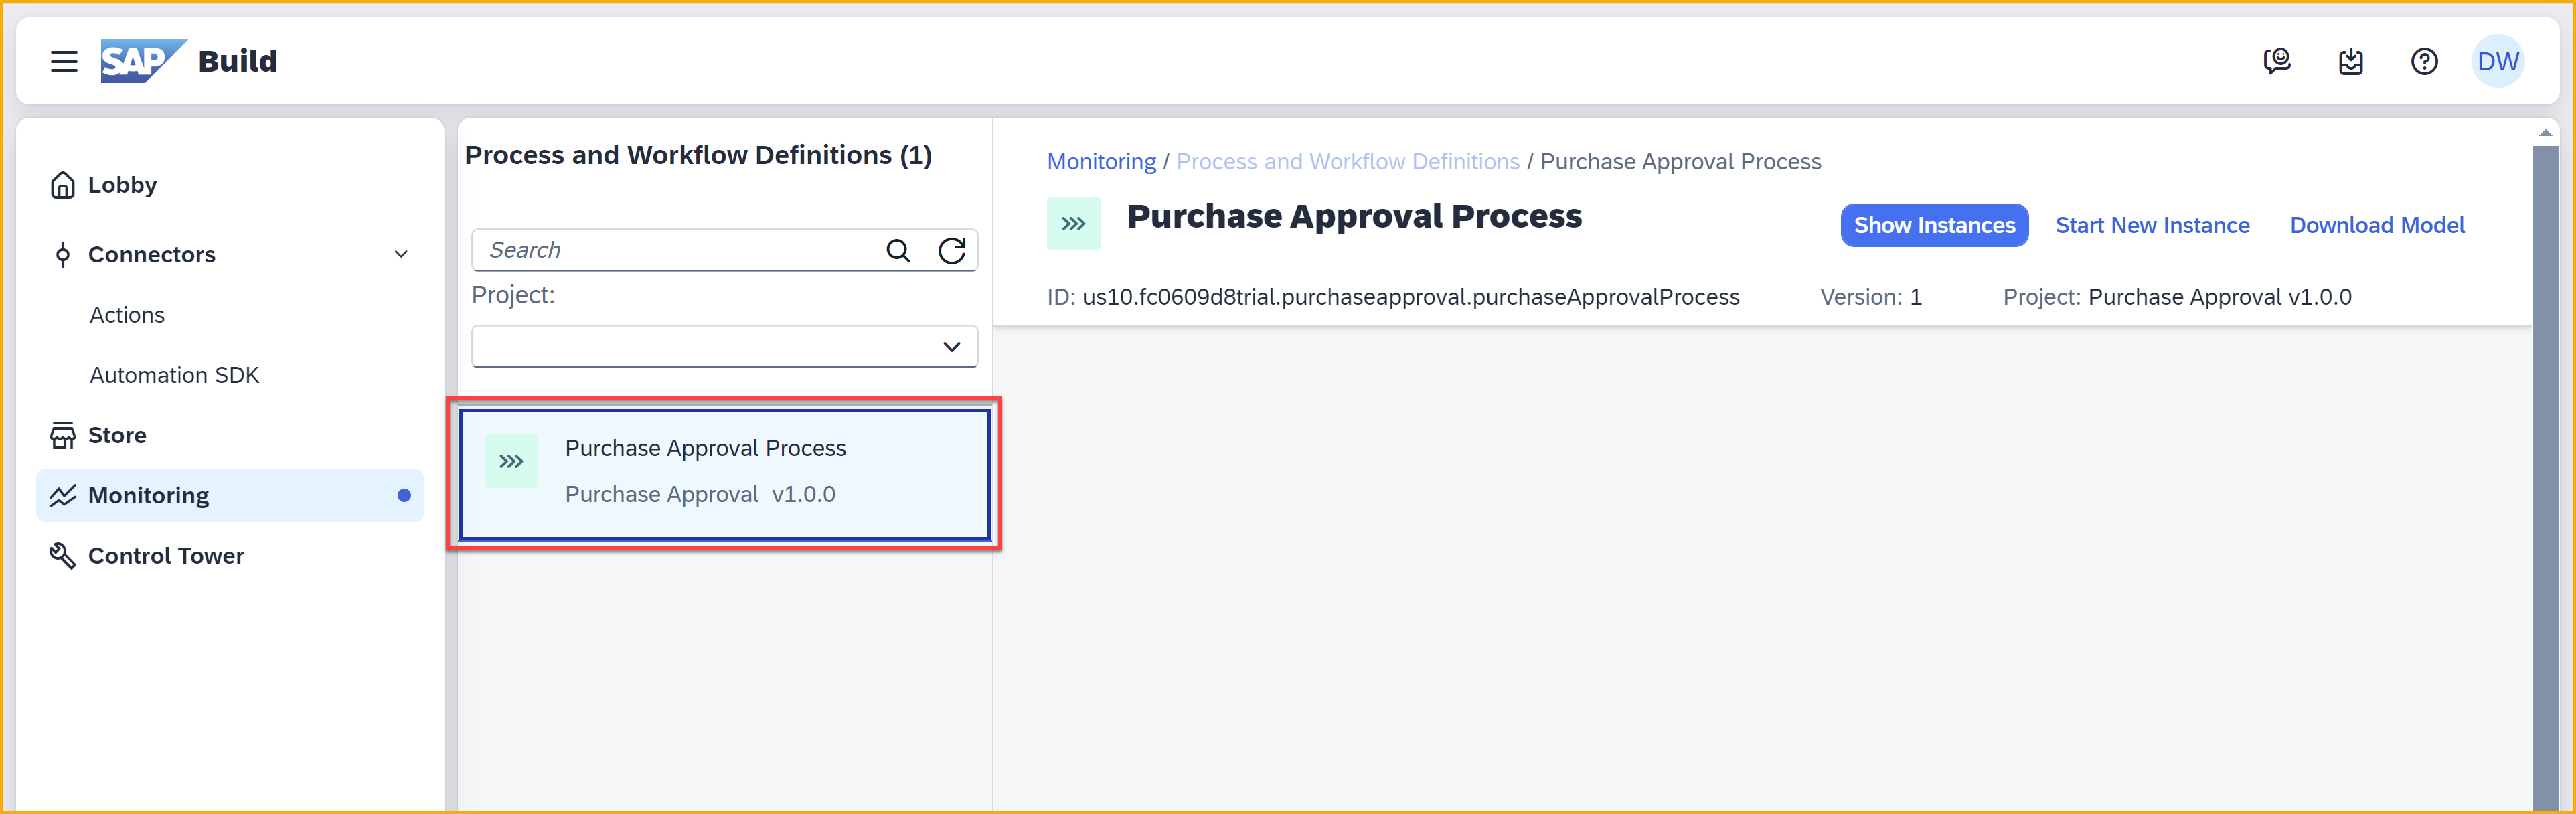 SAP Build
DW
Lobby
Connectors
Actions
Automation SDK
Store
Monitoring
Control Tower
Process and Workflow Definitions (1)
Search
Project:
Purchase Approval Process
Purchase Approval v1.0.0
Monitoring / Process and Workflow Definitions / Purchase Approval Process
Purchase Approval Process
Show Instances Start New Instance Download Model
ID: us10.fc0609d8trial.purchaseapproval.purchaseApprovalProcess Version: 1 Project: Purchase Approval v1.0.0